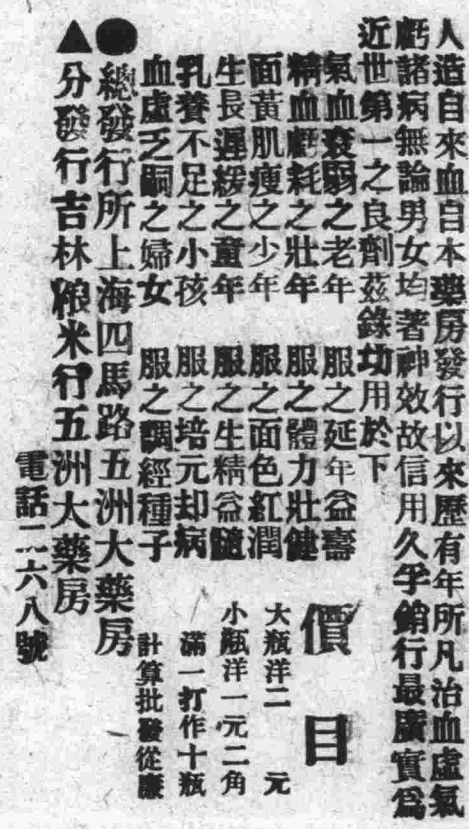 人造自來血自本藥房發行以來歷有年所凡治血虛氣
虧諸病無論男女均著神效故信用久孚銷行最廣實爲
近世第一之良劑茲錄功用於下
氣血衰弱之老年　服之延年益壽
精血虧耗之壯年　服之體力壯健
面黃肌瘦之少年　服之面色紅潤
生長遲緩之童年　服之生精益髓
乳養不足之小孩　服之培元却病
血虛乏嗣之婦女　服之調經種子
價目
大瓶洋二元
小瓶洋一元二角
滿一打作十瓶
計算批發從廉
●總發行所上海四馬路五洲大藥房
▲分發行吉林粮米行五洲大藥房
電話二六八號